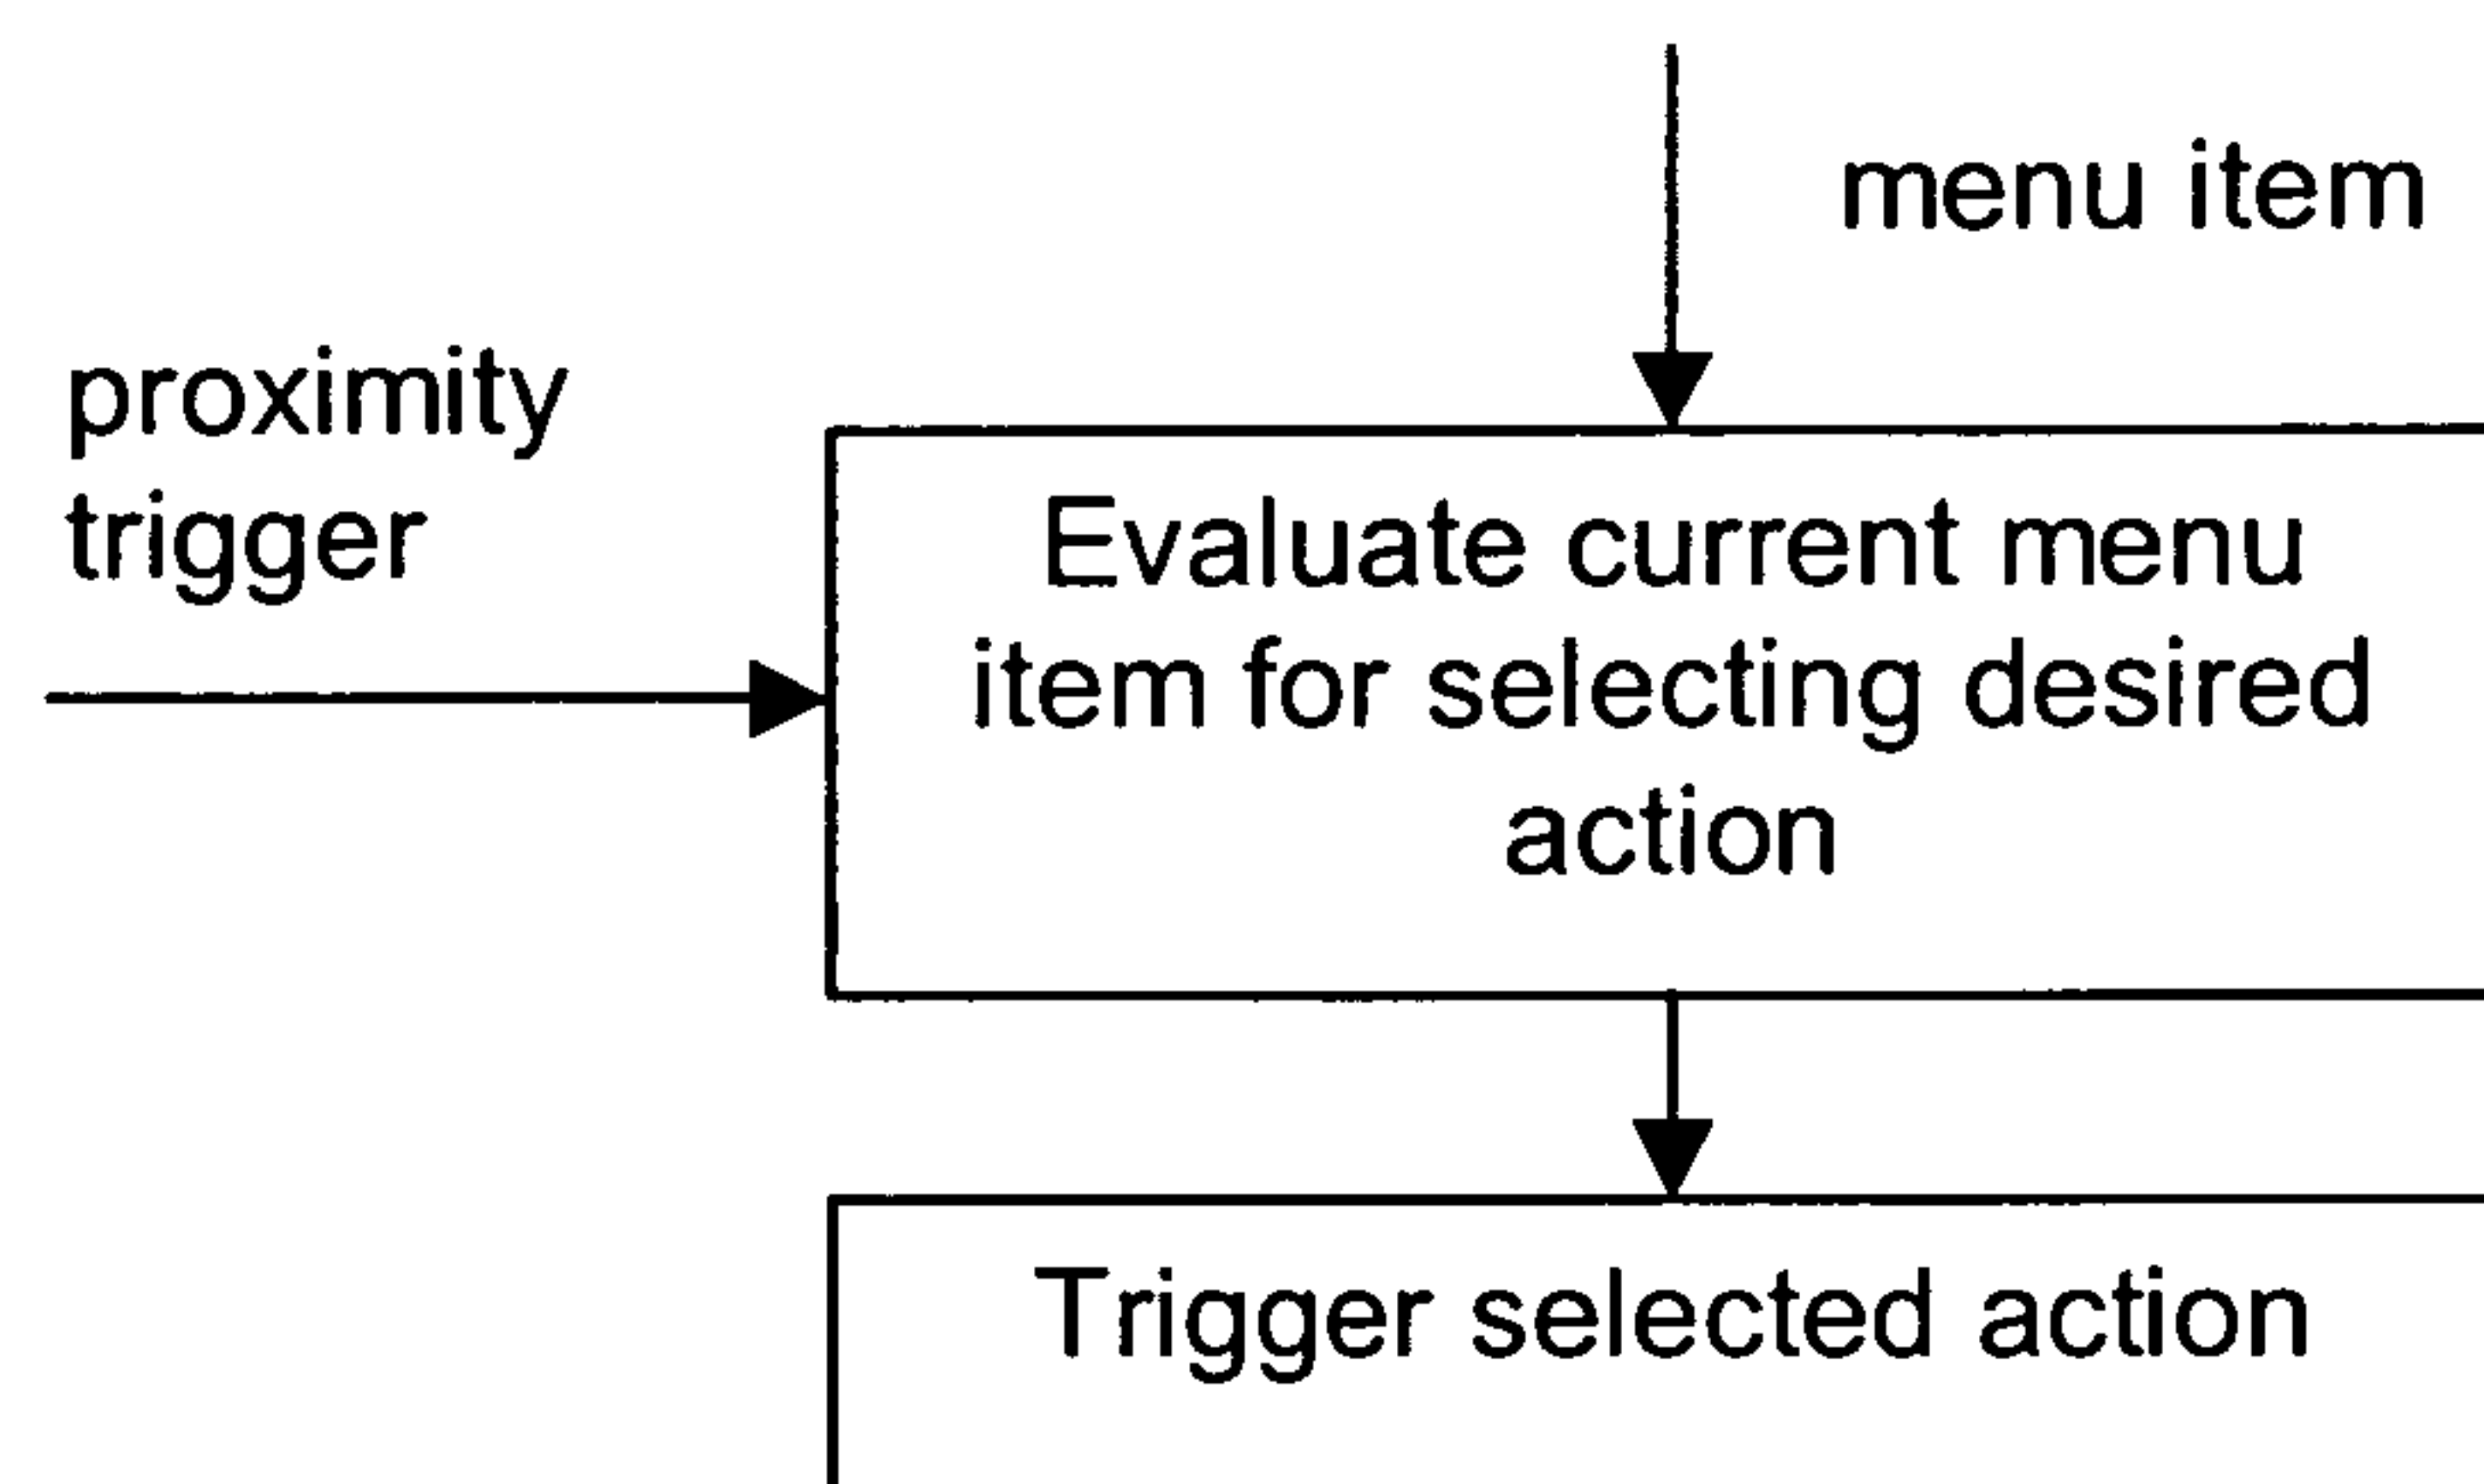 menu item
proximity
trigger
Evaluate current menu
item for selecting desired
action
Trigger selected action